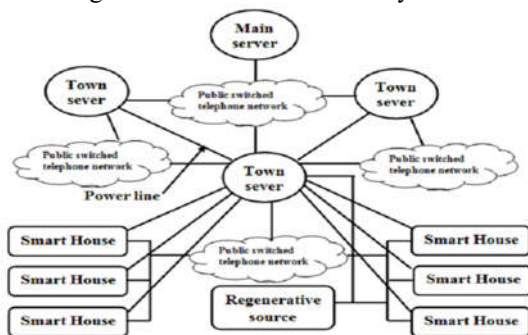 Main
server
Town
sever
Public switched
telephone network
Town
sever
Public switched
telephone network
Public switched
telephone network
Town
sever
Power line
Smart House
Public switched
telephone network
Smart House
Smart House
Smart House
Regenerative
source
Smart House
Smart House